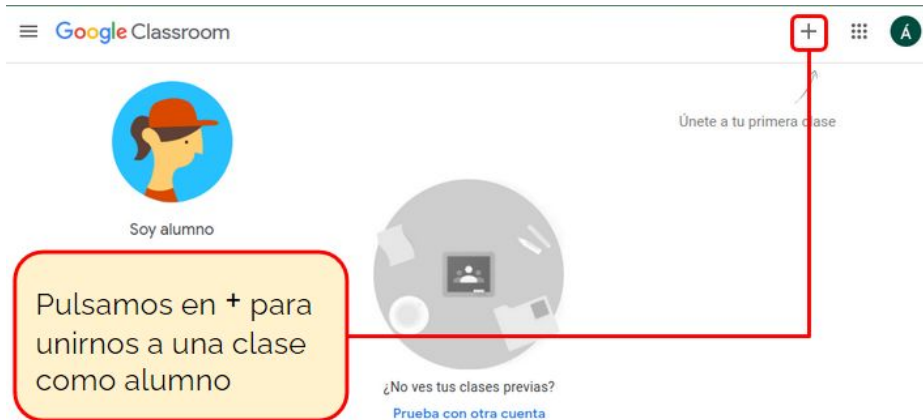 Google Classroom
+
Á
Únete a tu primera clase
Soy alumno
Pulsamos en + para
unirnos a una clase
como alumno
¿No ves tus clases previas?
Prueba con otra cuenta